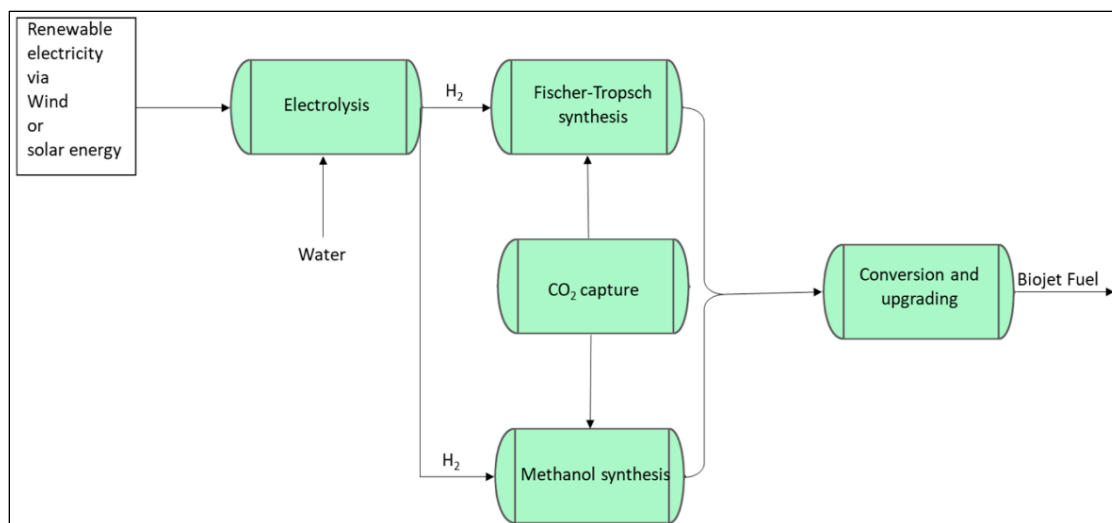 Renewable
electricity
via
Wind
or
solar energy
Electrolysis
H₂
Fischer-Tropsch
synthesis
Water
CO₂ capture
Conversion and
upgrading
Biojet Fuel
H₂
Methanol synthesis